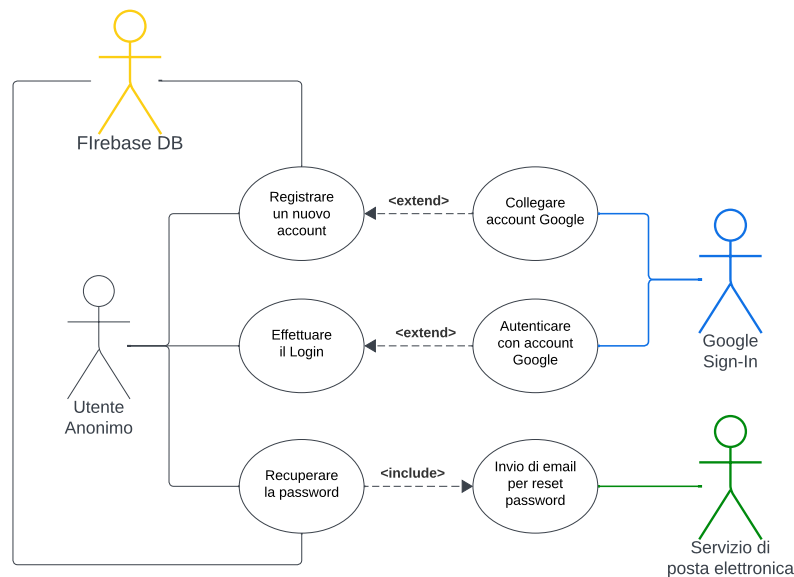 FIrebase DB
Registrare
un nuovo
account
<extend>
Collegare
account Google
Effettuare
il Login
<extend>
Autenticare
con account
Google
Google
Sign-In
Utente
Anonimo
Recuperare
la password
<include>
Invio di email
per reset
password
Servizio di
posta elettronica